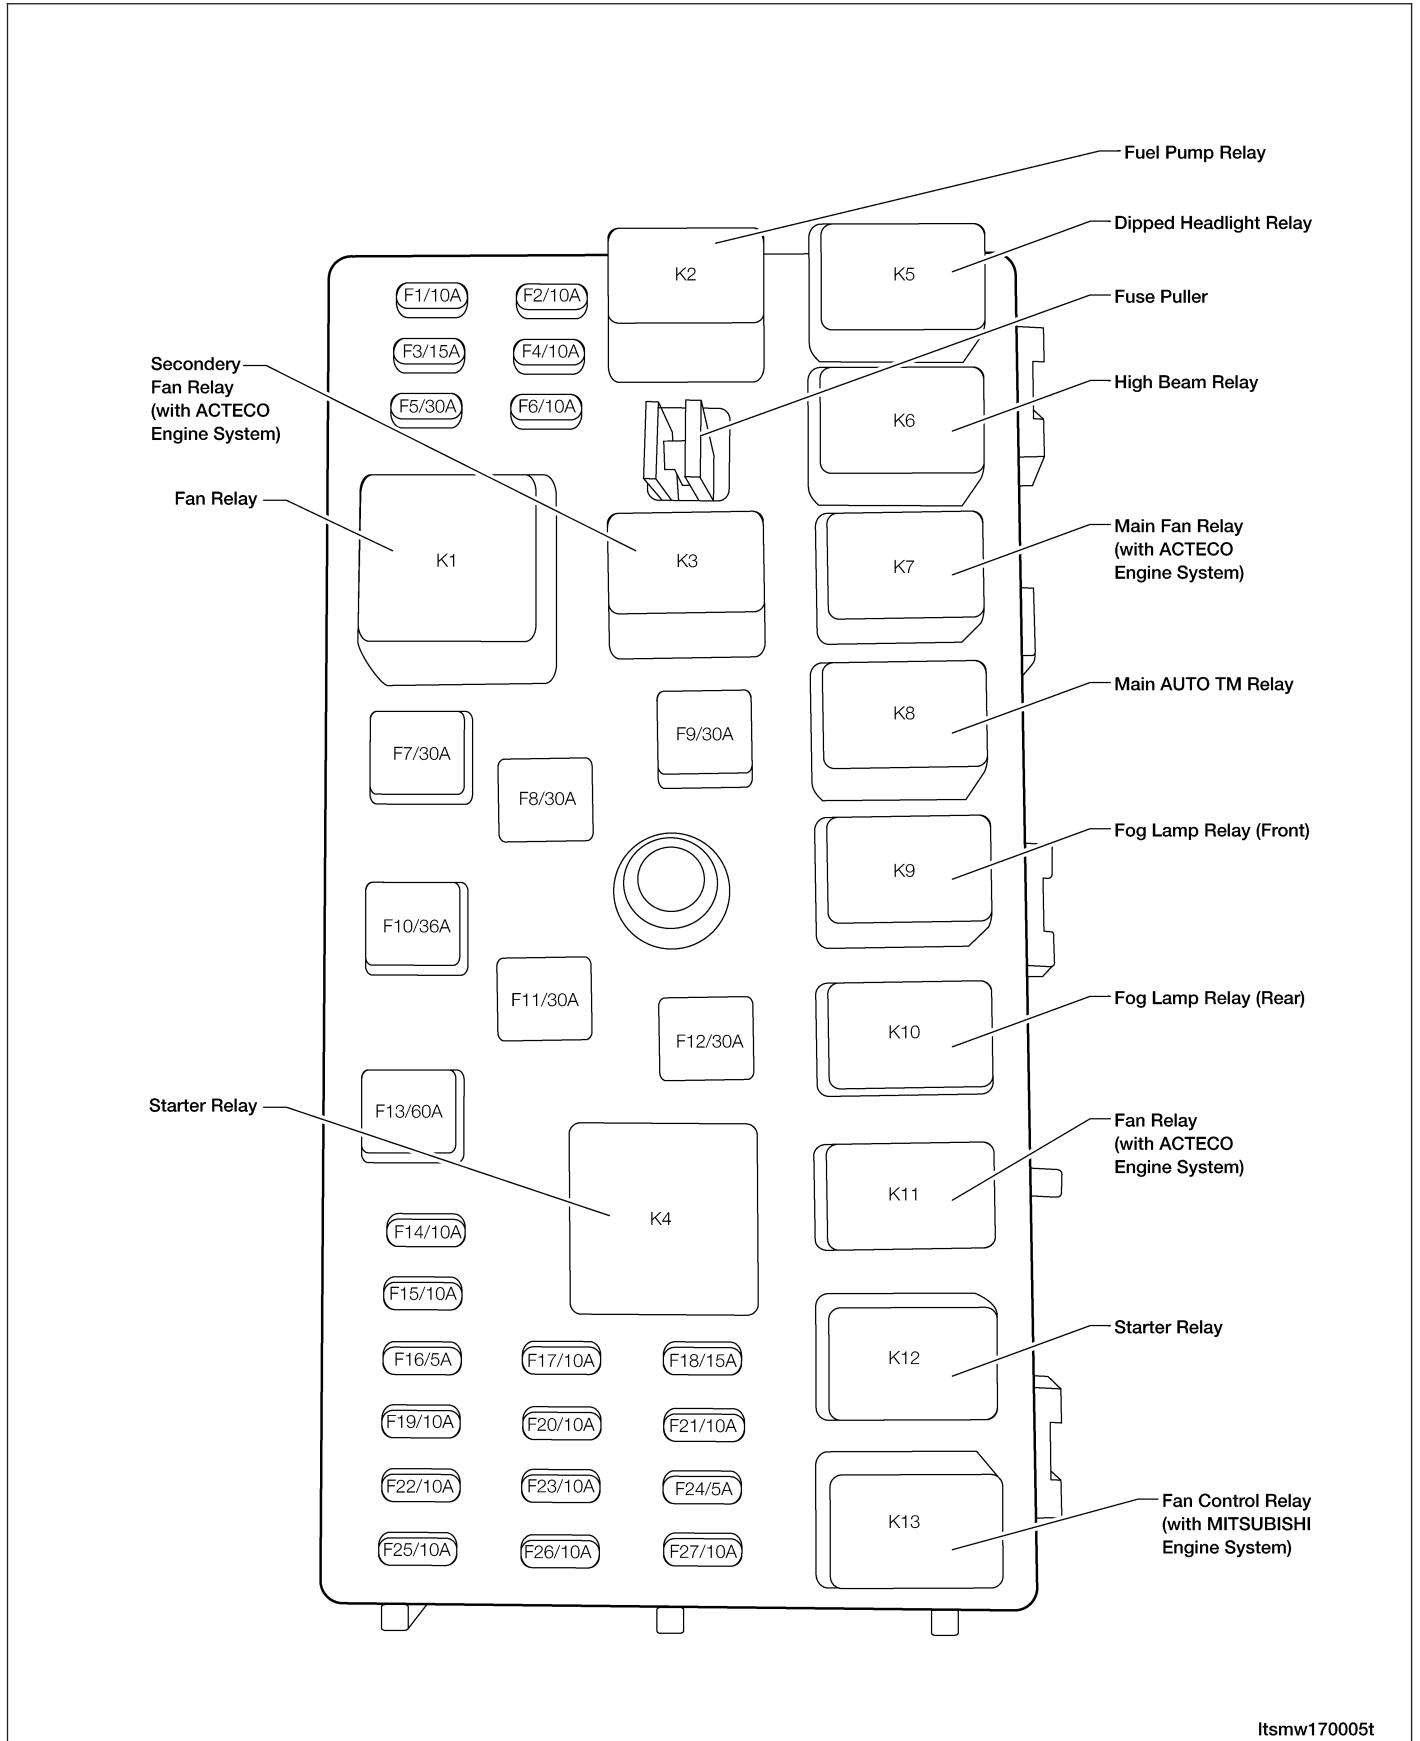 Fuel Pump Relay
Dipped Headlight Relay
Fuse Puller
High Beam Relay
Main Fan Relay
(with ACTECO
Engine System)
Main AUTO TM Relay
Fog Lamp Relay (Front)
Fog Lamp Relay (Rear)
Fan Relay
(with ACTECO
Engine System)
Starter Relay
Fan Control Relay
(with MITSUBISHI
Engine System)
Secondery
Fan Relay
(with ACTECO
Engine System)
Fan Relay
Starter Relay
K2
K5
F1/10A
F2/10A
F3/15A
F4/10A
F5/30A
F6/10A
K6
K1
K3
K7
K8
F7/30A
F8/30A
F9/30A
K9
F10/36A
F11/30A
F12/30A
K10
F13/60A
K4
K11
F14/10A
F15/10A
F16/5A
F17/10A
F18/15A
K12
F19/10A
F20/10A
F21/10A
F22/10A
F23/10A
F24/5A
K13
F25/10A
F26/10A
F27/10A
ltsmw170005t